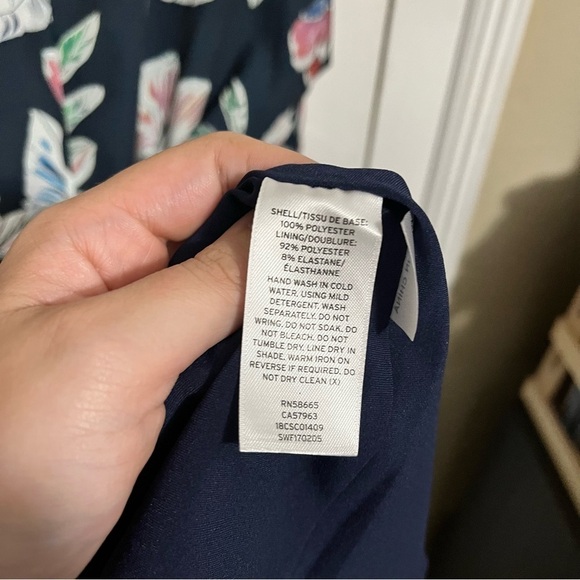 SHELL/TISSU DE BASE:
100% POLYESTER
LINING/DOUBLURE:
92% POLYESTER
8% ELASTANE/
ÉLASTHANNE
HAND WASH IN COLD
WATER, USING MILD
DETERGENT. WASH
SEPARATELY. DO NOT
WRING. DO NOT SOAK. DO
NOT BLEACH. DO NOT
TUMBLE DRY. LINE DRY IN
SHADE, WARM IRON ON
REVERSE IF REQUIRED. DO
NOT DRY CLEAN (X)
RN58665
CA57963
18CSC01409
SWF170205